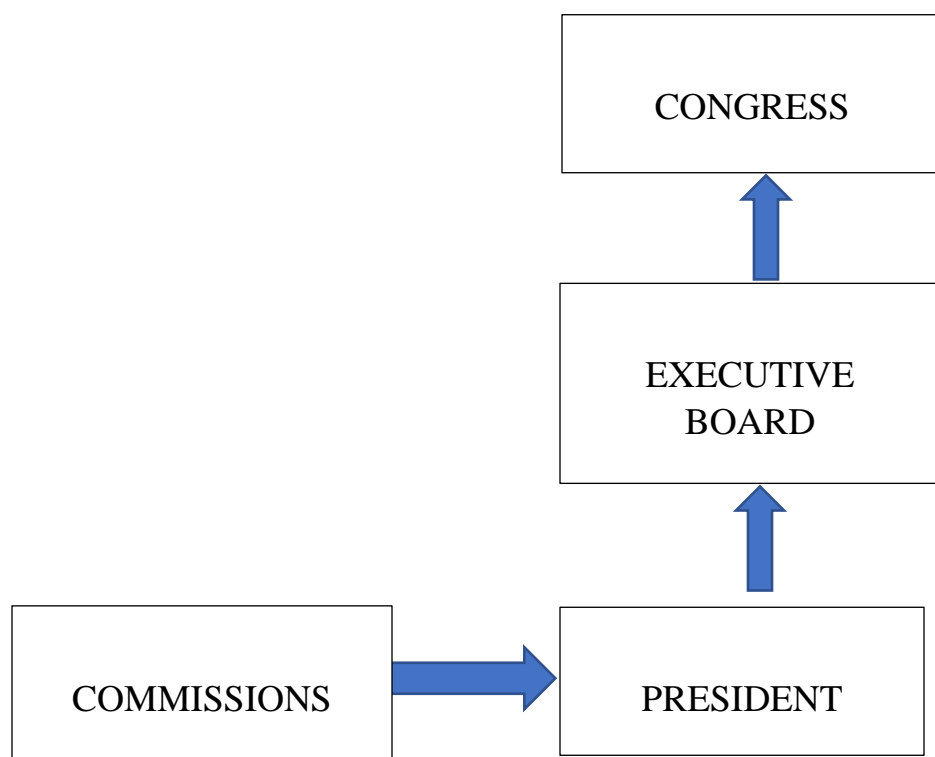 CONGRESS
EXECUTIVE
BOARD
COMMISSIONS
PRESIDENT